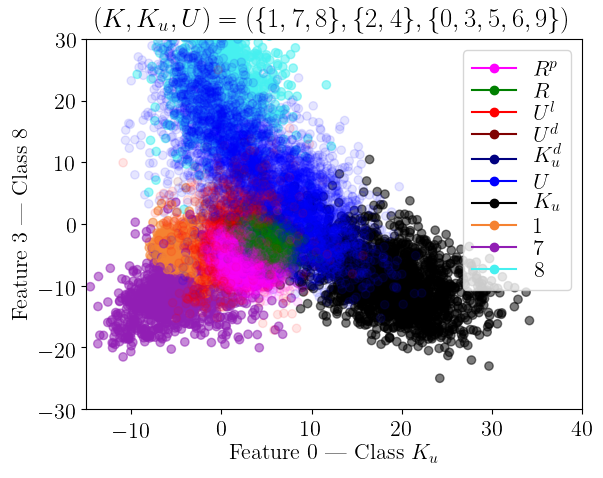 (K, K_u, U) = ({1, 7, 8}, {2, 4}, {0, 3, 5, 6, 9})
30
20
10
0
−10
−20
−30
Feature 3 — Class 8
R^p
R
U^l
U^d
K_u^d
U
K_u
1
7
8
−10
0
10
20
30
40
Feature 0 — Class K_u